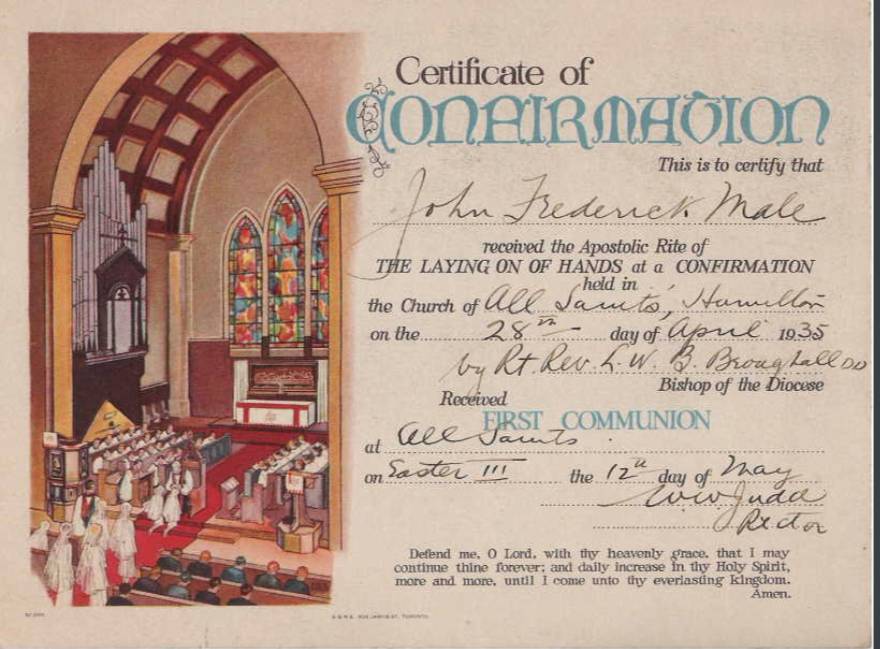 Certificate of
CONFIRMATION
This is to certify that
John Frederick Male
received the Apostolic Rite of
THE LAYING ON OF HANDS at a CONFIRMATION
held in
the Church of All Saints', Hamilton
on the 28th day of April 1935
by Rt. Rev. L. W. B. Broughall DD
Bishop of the Diocese
Received
FIRST COMMUNION
at All Saints
on Easter III the 12th day of May
W W Judd
Rector
Defend me, O Lord, with thy heavenly grace, that I may
continue thine forever; and daily increase in thy Holy Spirit,
more and more, until I come unto thy everlasting kingdom.
Amen.
JARVIS ST. TORONTO